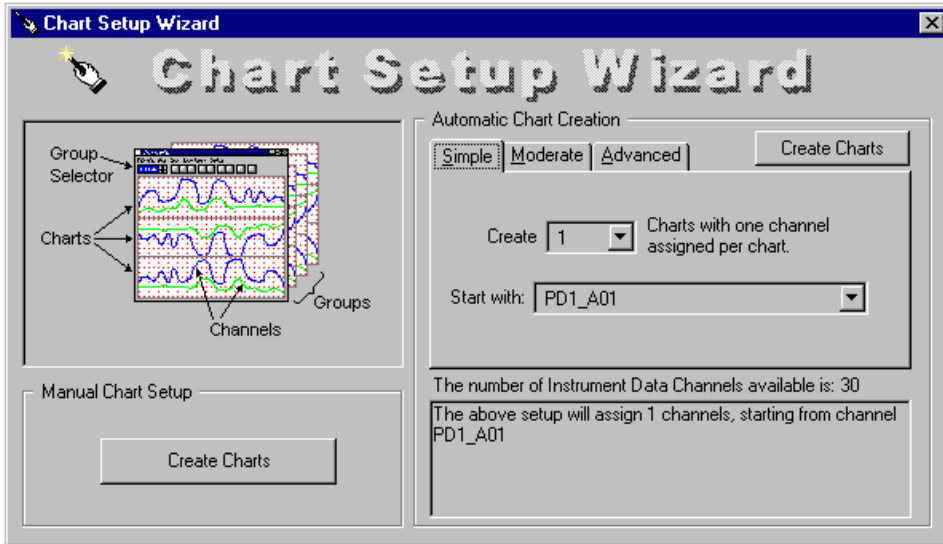 Chart Setup Wizard
Chart Setup Wizard
Group
Selector
Charts
Groups
Channels
Manual Chart Setup
Create Charts
Automatic Chart Creation
Simple
Moderate
Advanced
Create Charts
Create 1 Charts with one channel
assigned per chart.
Start with: PD1_A01
The number of Instrument Data Channels available is: 30
The above setup will assign 1 channels, starting from channel
PD1_A01